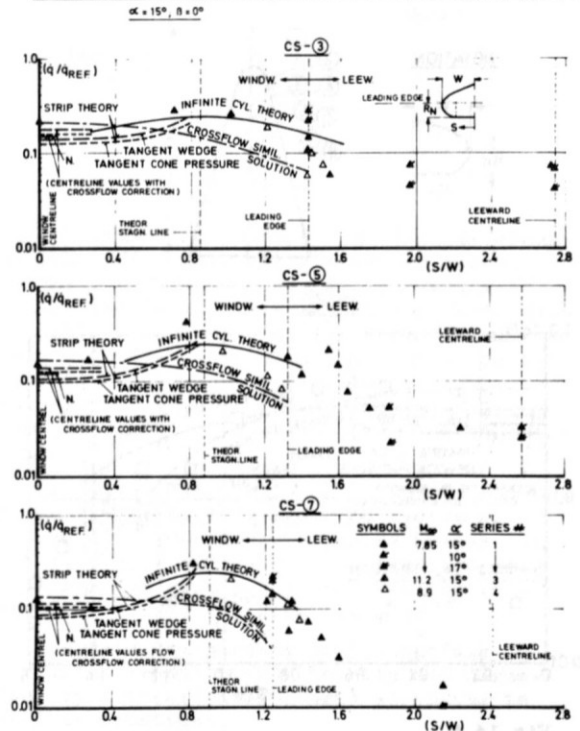 α = 15°, β = 0°
CS-③
(q̇/q̇REF.)
1.0
0.1
0.01
WINDW. LEEW.
W
LEADING EDGE
RN
S
STRIP THEORY
INFINITE CYL THEORY
CROSSFLOW SIMIL
SOLUTION
TANGENT WEDGE
N. TANGENT CONE PRESSURE
(CENTRELINE VALUES WITH
CROSSFLOW CORRECTION)
WINDW CENTRELINE
THEOR
STAGN. LINE
LEADING
EDGE
LEEWARD
CENTRELINE
0 0.4 0.8 1.2 1.6 2.0 2.4 2.8
(S/W)
CS-⑤
(q̇/q̇REF.)
1.0
0.1
0.01
WINDW. LEEW.
LEEWARD
CENTRELINE
STRIP THEORY
INFINITE CYL. THEORY
CROSSFLOW SIMIL
SOLUTION
TANGENT WEDGE
N. TANGENT CONE PRESSURE
(CENTRELINE VALUES WITH
CROSSFLOW CORRECTION)
WINDW CENTREL.
THEOR
STAGN. LINE
LEADING EDGE
0 0.4 0.8 1.2 1.6 2.0 2.4 2.8
(S/W)
CS-⑦
(q̇/q̇REF.)
1.0
0.1
0.01
WINDW. LEEW.
SYMBOLS M∞ α SERIES #
7.85 15° 1
10°
17°
11.2 15° 3
8.9 15° 4
INFINITE CYL THEORY
STRIP THEORY
CROSSFLOW SIMIL
SOLUTION
N. TANGENT WEDGE
TANGENT CONE PRESSURE
(CENTRELINE VALUES FLOW
CROSSFLOW CORRECTION)
WINDW CENTREL
THEOR
STAGN. LINE
LEADING EDGE
LEEWARD
CENTRELINE
0 0.4 0.8 1.2 1.6 2.0 2.4 2.8
(S/W)